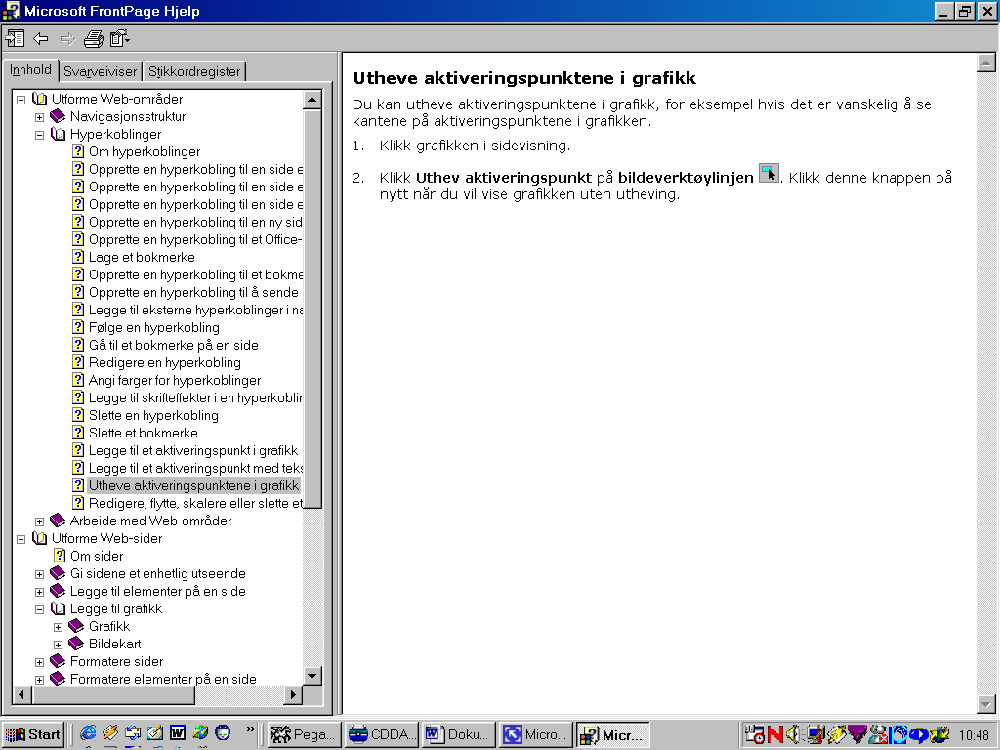 Microsoft FrontPage Hjelp
Innhold
Svarveiviser
Stikkordregister
Utforme Web-områder
Navigasjonsstruktur
Hyperkoblinger
Om hyperkoblinger
Opprette en hyperkobling til en side e
Opprette en hyperkobling til en side e
Opprette en hyperkobling til en side e
Opprette en hyperkobling til en ny sid
Opprette en hyperkobling til et Office-
Lage et bokmerke
Opprette en hyperkobling til et bokme
Opprette en hyperkobling til å sende
Legge til eksterne hyperkoblinger i na
Følge en hyperkobling
Gå til et bokmerke på en side
Redigere en hyperkobling
Angi farger for hyperkoblinger
Legge til skrifteffekter i en hyperkoblir
Slette en hyperkobling
Slette et bokmerke
Legge til et aktiveringspunkt i grafikk
Legge til et aktiveringspunkt med teks
Utheve aktiveringspunktene i grafikk
Redigere, flytte, skalere eller slette et
Arbeide med Web-områder
Utforme Web-sider
Om sider
Gi sidene et enhetlig utseende
Legge til elementer på en side
Legge til grafikk
Grafikk
Bildekart
Formatere sider
Formatere elementer på en side
Utheve aktiveringspunktene i grafikk
Du kan utheve aktiveringspunktene i grafikk, for eksempel hvis det er vanskelig å se
kantene på aktiveringspunktene i grafikken.
1. Klikk grafikken i sidevisning.
2. Klikk Uthev aktiveringspunkt på bildeverktøylinjen . Klikk denne knappen på
nytt når du vil vise grafikken uten utheving.
Start
»
Pega...
CDDA...
Doku...
Micro...
Micr...
10:48